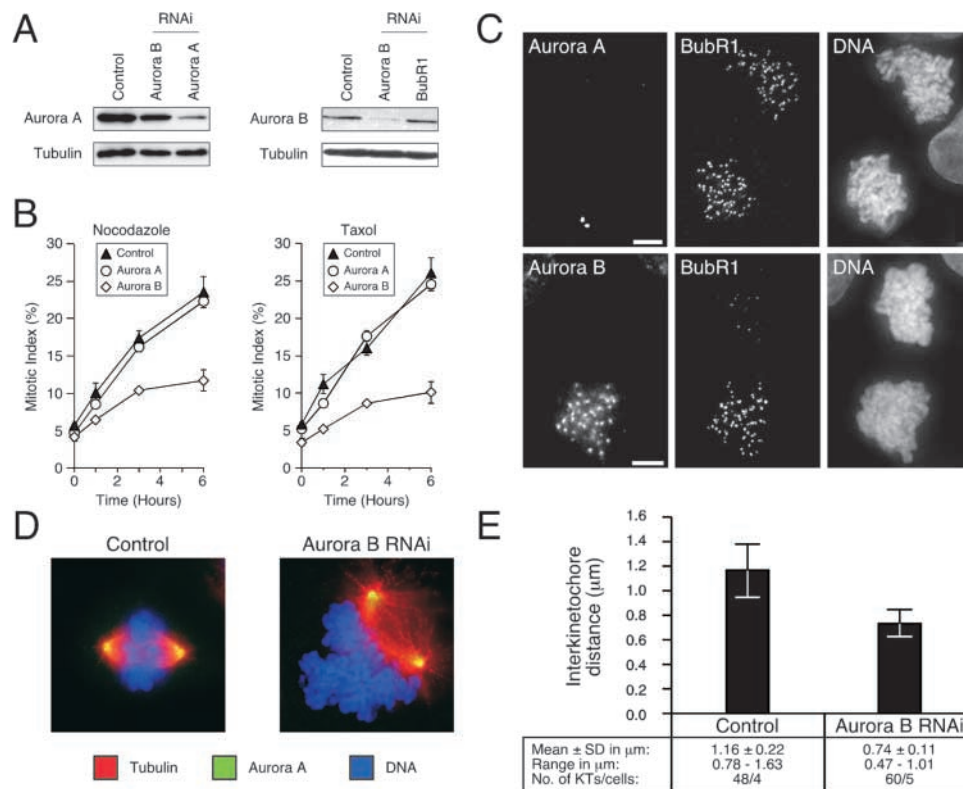 A
RNAi
Control
Aurora B
Aurora A
Aurora A
Tubulin
RNAi
Control
Aurora B
BubR1
Aurora B
Tubulin
B
Nocodazole
Control
Aurora A
Aurora B
Mitotic Index (%)
30
25
20
15
10
5
0
0 2 4 6
Time (Hours)
Taxol
Control
Aurora A
Aurora B
Mitotic Index (%)
30
25
20
15
10
5
0
0 2 4 6
Time (Hours)
C
Aurora A
BubR1
DNA
Aurora B
BubR1
DNA
D
Control
Aurora B RNAi
Tubulin
Aurora A
DNA
E
Interkinetochore
distance (μm)
1.6
1.4
1.2
1.0
0.8
0.6
0.4
0.2
0.0
Control Aurora B RNAi
Mean ± SD in μm: 1.16 ± 0.22 0.74 ± 0.11
Range in μm: 0.78 - 1.63 0.47 - 1.01
No. of KTs/cells: 48/4 60/5